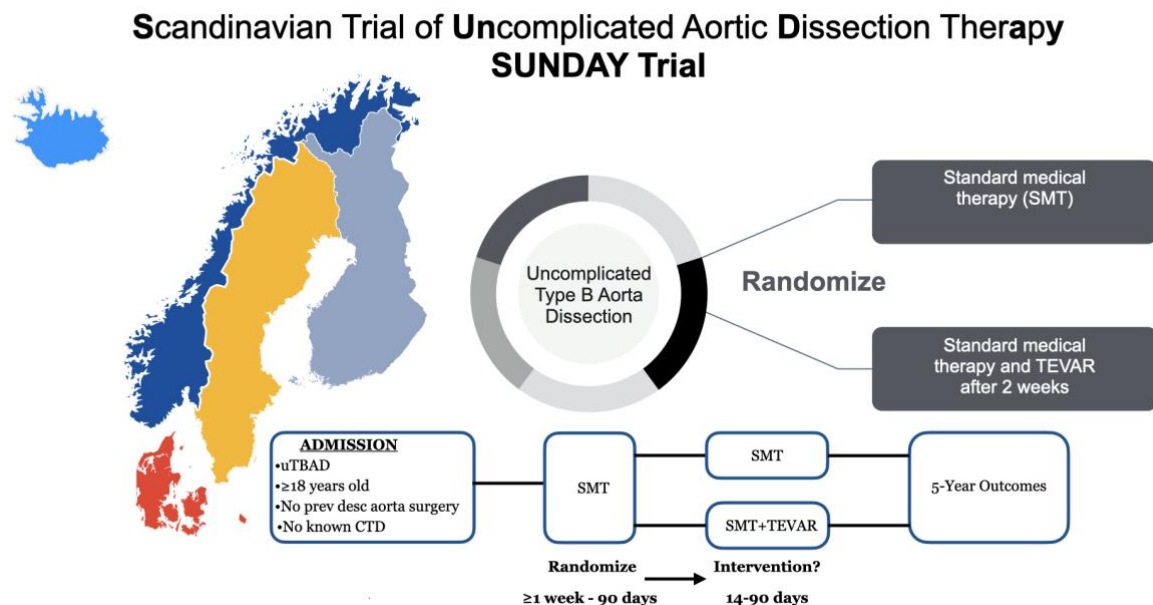 Scandinavian Trial of Uncomplicated Aortic Dissection Therapy
SUNDAY Trial
Uncomplicated
Type B Aorta
Dissection
Randomize
Standard medical
therapy (SMT)
Standard medical
therapy and TEVAR
after 2 weeks
ADMISSION
•uTBAD
•≥18 years old
•No prev desc aorta surgery
•No known CTD
SMT
SMT
SMT+TEVAR
5-Year Outcomes
Randomize
≥1 week - 90 days
Intervention?
14-90 days